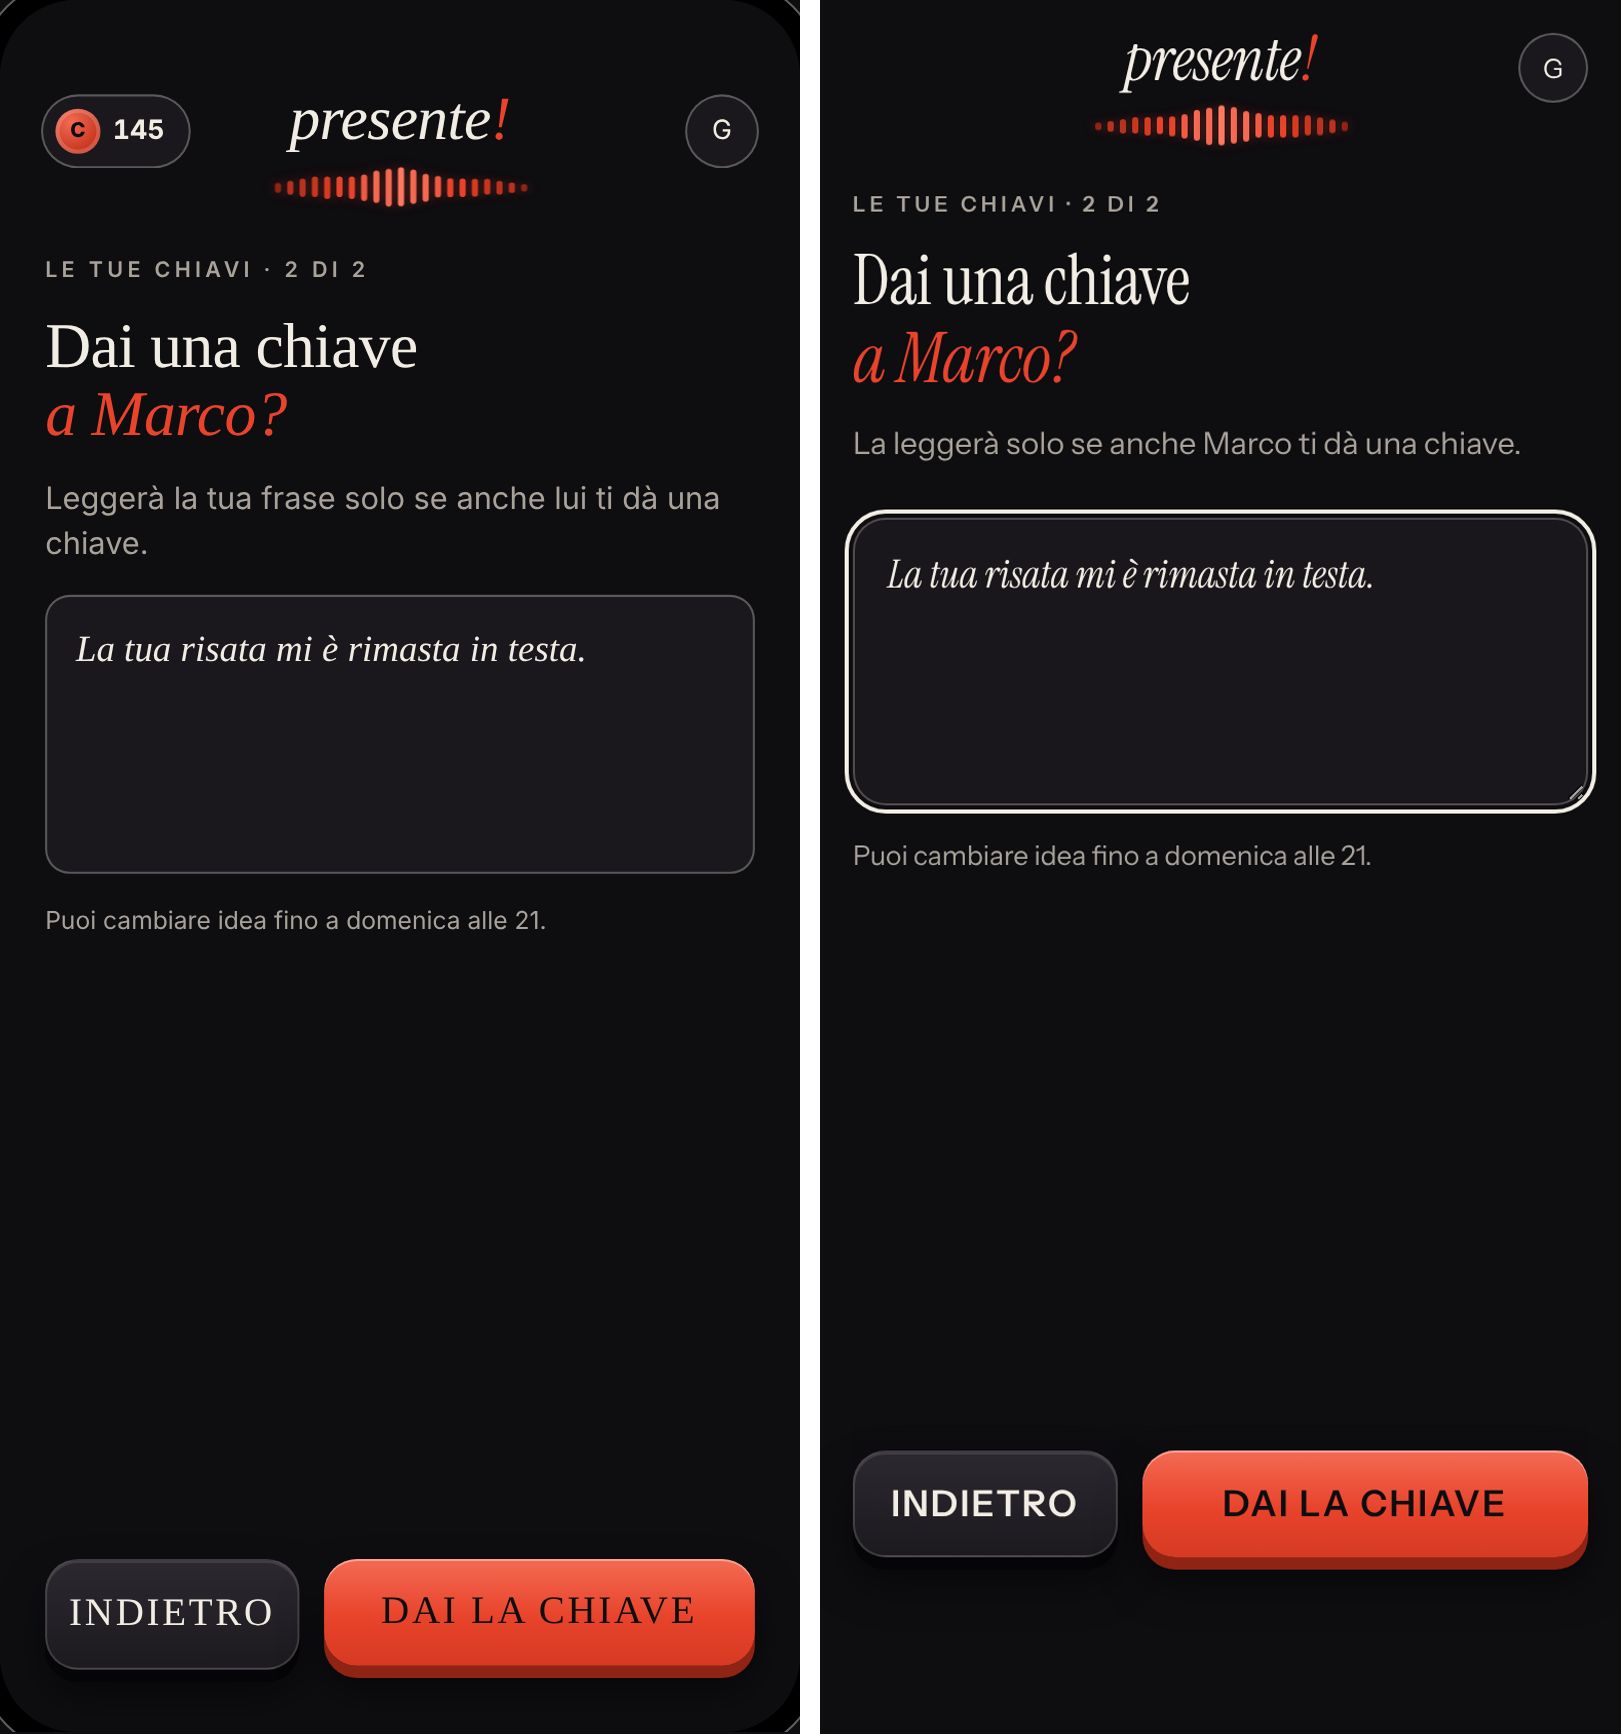 C 145
presente!
G
LE TUE CHIAVI · 2 DI 2
Dai una chiave
a Marco?
Leggerà la tua frase solo se anche lui ti dà una
chiave.
La tua risata mi è rimasta in testa.
Puoi cambiare idea fino a domenica alle 21.
INDIETRO
DAI LA CHIAVE
presente!
G
LE TUE CHIAVI · 2 DI 2
Dai una chiave
a Marco?
La leggerà solo se anche Marco ti dà una chiave.
La tua risata mi è rimasta in testa.
Puoi cambiare idea fino a domenica alle 21.
INDIETRO
DAI LA CHIAVE